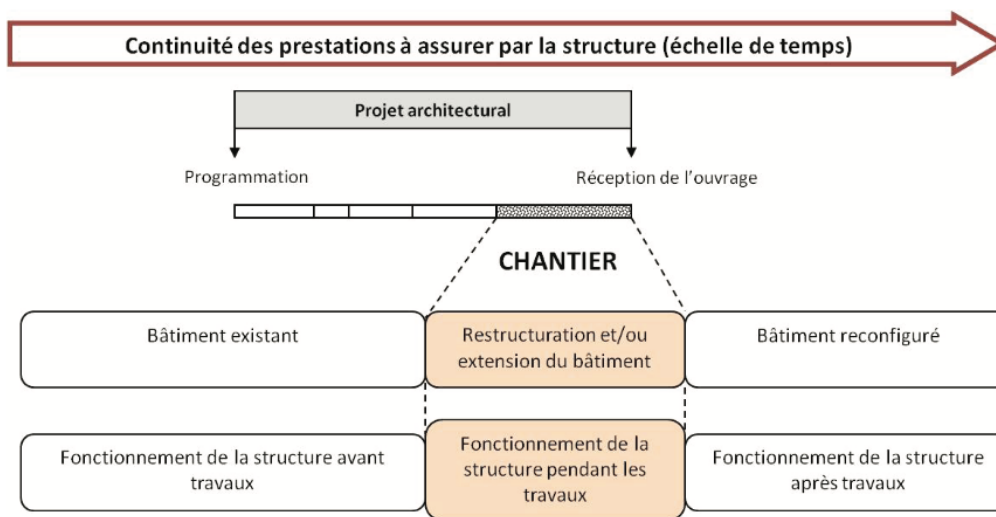 Continuité des prestations à assurer par la structure (échelle de temps)
Projet architectural
Programmation
Réception de l’ouvrage
CHANTIER
Bâtiment existant
Restructuration et/ou
extension du bâtiment
Bâtiment reconfiguré
Fonctionnement de la structure avant
travaux
Fonctionnement de la
structure pendant les
travaux
Fonctionnement de la structure
après travaux